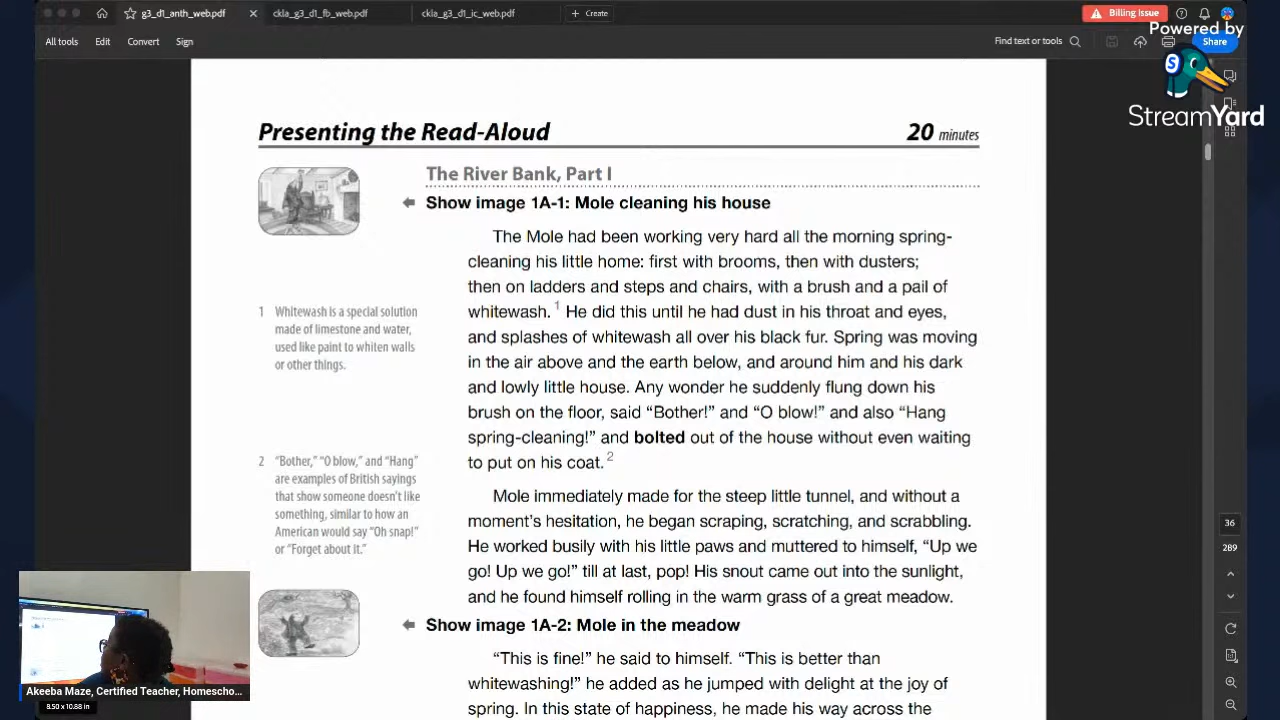 g3_d1_anth_web.pdf
ckla_g3_d1_fb_web.pdf
ckla_g3_d1_ic_web.pdf
Create
Billing Issue
Powered by
StreamYard
All tools
Edit
Convert
Sign
Find text or tools
Share
Presenting the Read-Aloud
20 minutes
The River Bank, Part I
Show image 1A-1: Mole cleaning his house
The Mole had been working very hard all the morning spring-
cleaning his little home: first with brooms, then with dusters;
then on ladders and steps and chairs, with a brush and a pail of
whitewash. 1 He did this until he had dust in his throat and eyes,
and splashes of whitewash all over his black fur. Spring was moving
in the air above and the earth below, and around him and his dark
and lowly little house. Any wonder he suddenly flung down his
brush on the floor, said “Bother!” and “O blow!” and also “Hang
spring-cleaning!” and bolted out of the house without even waiting
to put on his coat. 2
1 Whitewash is a special solution
made of limestone and water,
used like paint to whiten walls
or other things.
2 “Bother,” “O blow,” and “Hang”
are examples of British sayings
that show someone doesn’t like
something, similar to how an
American would say “Oh snap!”
or “Forget about it.”
Mole immediately made for the steep little tunnel, and without a
moment’s hesitation, he began scraping, scratching, and scrabbling.
He worked busily with his little paws and muttered to himself, “Up we
go! Up we go!” till at last, pop! His snout came out into the sunlight,
and he found himself rolling in the warm grass of a great meadow.
Show image 1A-2: Mole in the meadow
“This is fine!” he said to himself. “This is better than
whitewashing!” he added as he jumped with delight at the joy of
spring. In this state of happiness, he made his way across the
36
289
Akeeba Maze, Certified Teacher, Homescho...
8.50 x 10.88 in